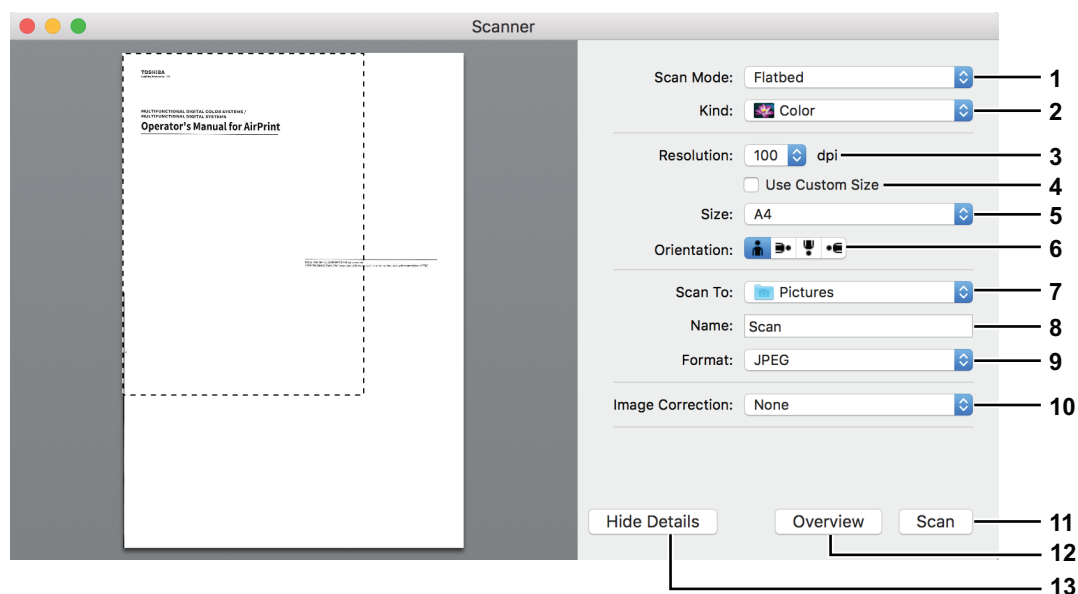 Scanner
TOSHIBA
MULTIFUNCTIONAL DIGITAL COLOR SYSTEMS /
MULTIFUNCTIONAL DIGITAL SYSTEMS
Operator's Manual for AirPrint
Scan Mode: Flatbed 1
Kind: Color 2
Resolution: 100 dpi 3
Use Custom Size 4
Size: A4 5
Orientation: 6
Scan To: Pictures 7
Name: Scan 8
Format: JPEG 9
Image Correction: None 10
Hide Details Overview Scan 11
12
13